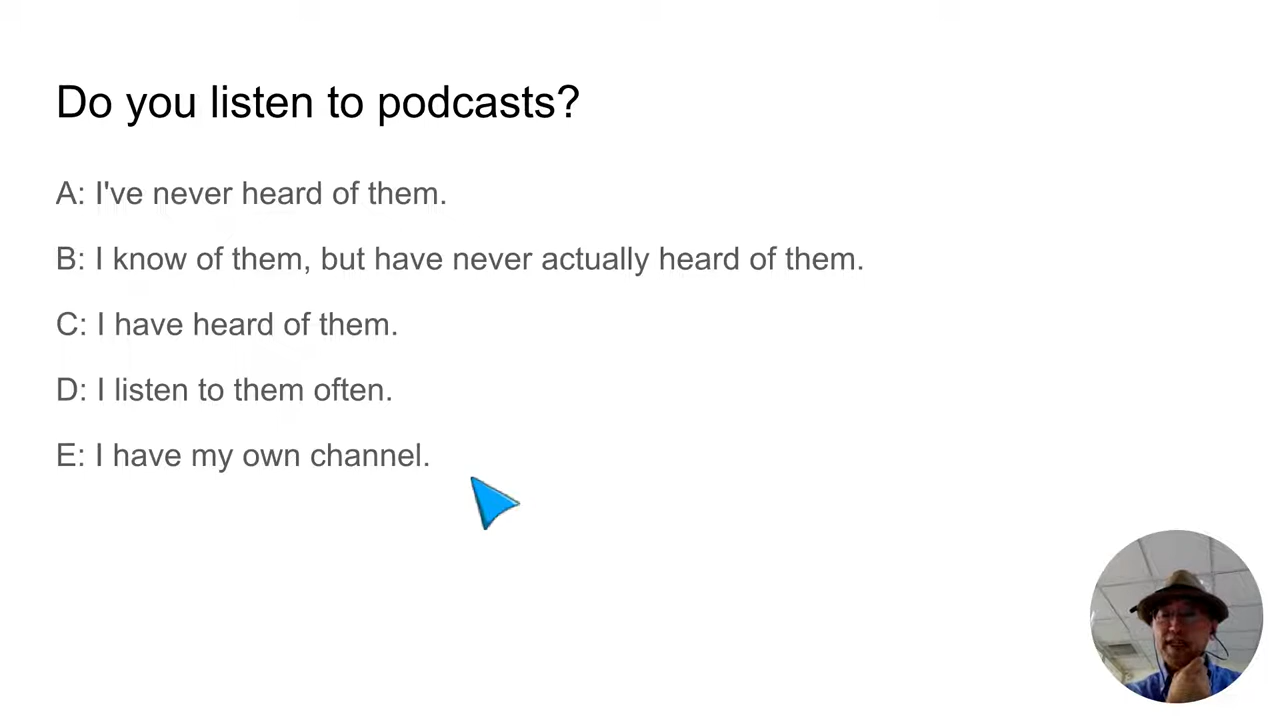 Do you listen to podcasts?
A: I've never heard of them.
B: I know of them, but have never actually heard of them.
C: I have heard of them.
D: I listen to them often.
E: I have my own channel.